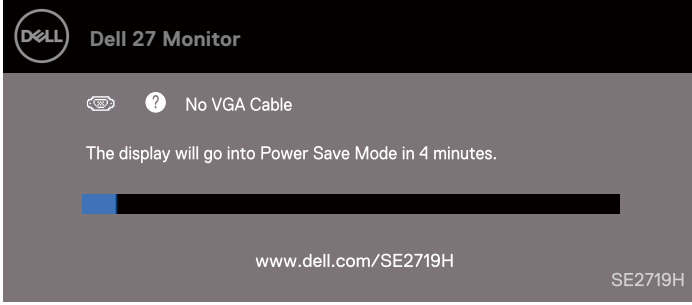 DELL
Dell 27 Monitor
? No VGA Cable
The display will go into Power Save Mode in 4 minutes.
www.dell.com/SE2719H
SE2719H